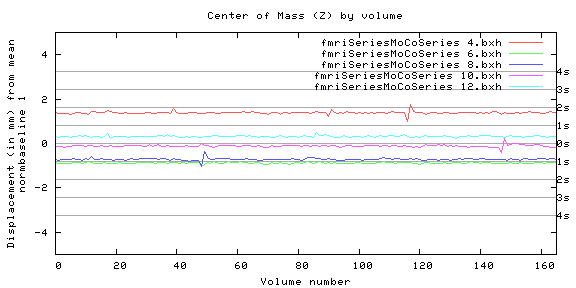 Center of Mass (Z) by volume
Displacement (in mm) from mean
normbaseline 1
fmriSeriesMoCoSeries 4.bxh
fmriSeriesMoCoSeries 6.bxh
fmriSeriesMoCoSeries 8.bxh
fmriSeriesMoCoSeries 10.bxh
fmriSeriesMoCoSeries 12.bxh
4
2
0
-2
-4
4s
3s
2s
1s
0s
1s
2s
3s
4s
0 20 40 60 80 100 120 140 160
Volume number